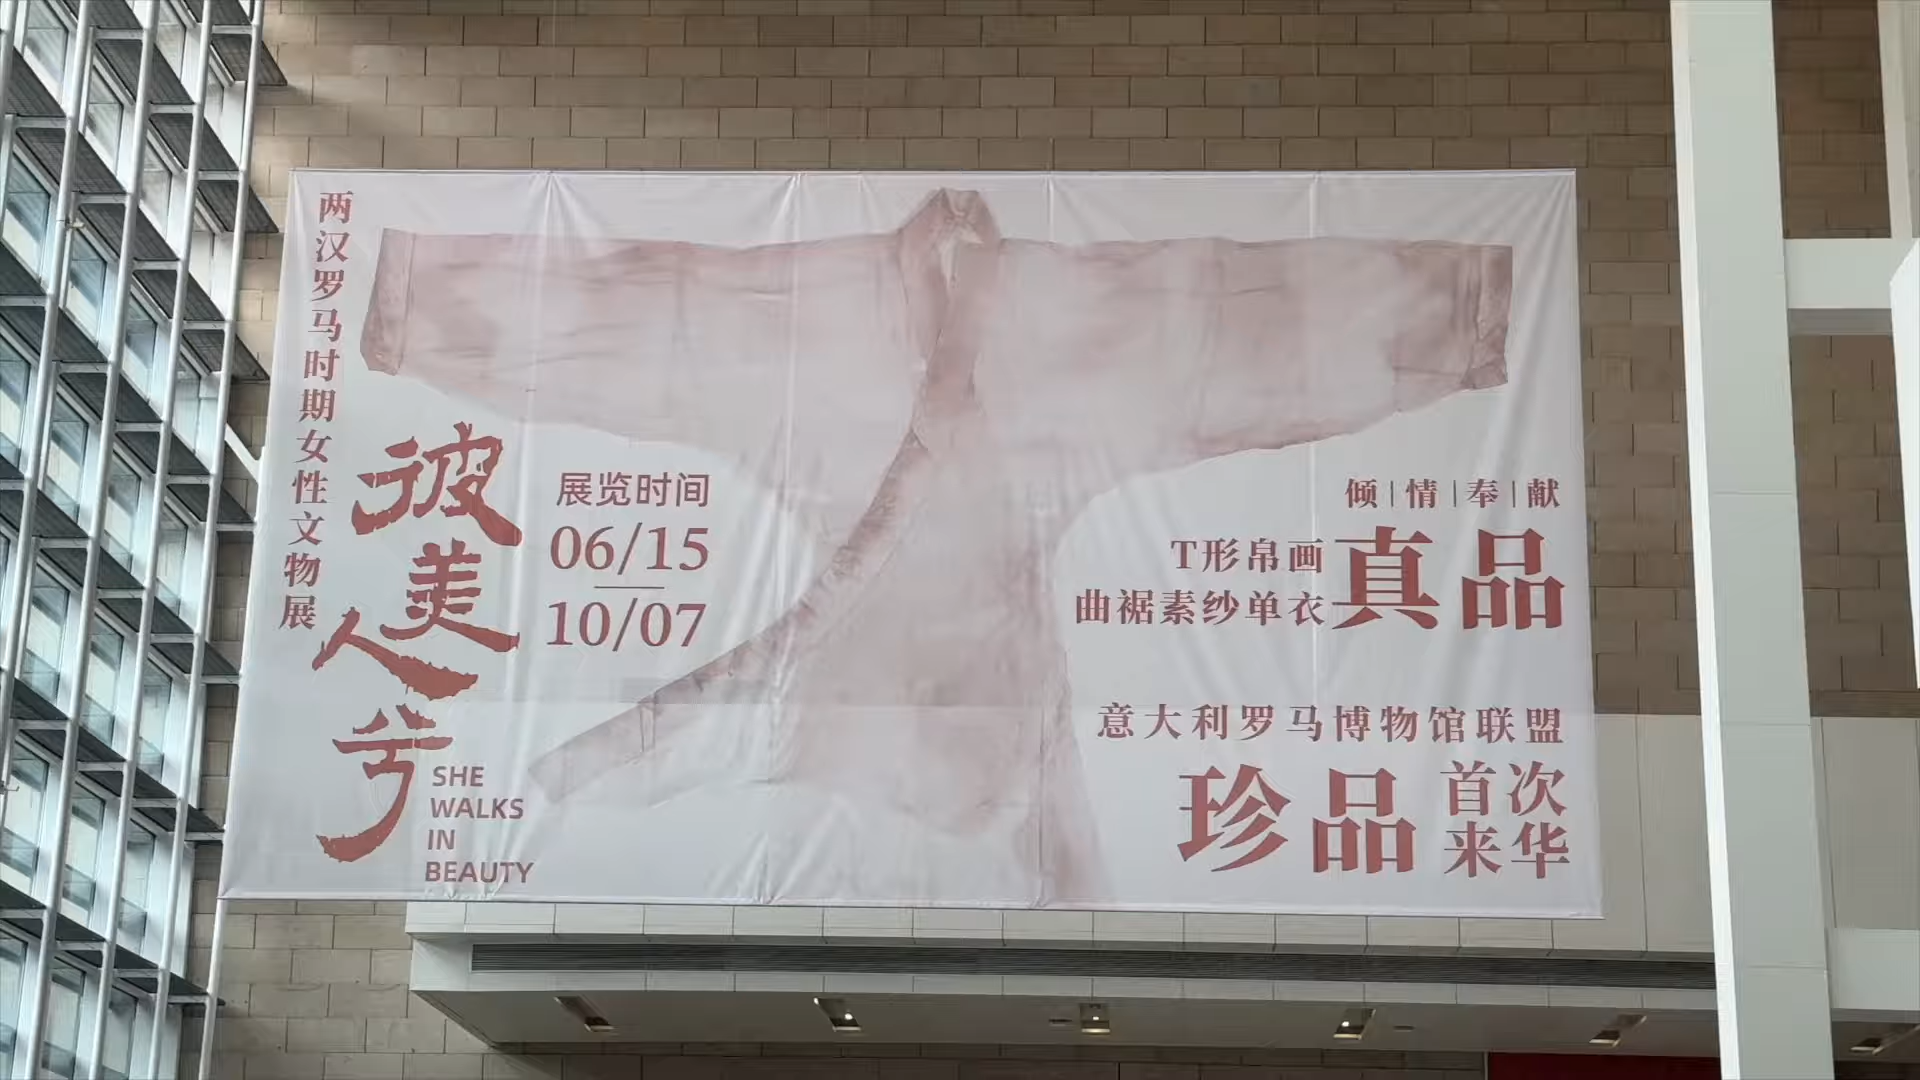 两汉罗马时期女性文物展
彼美人兮
SHE
WALKS
IN
BEAUTY
展览时间
06/15
10/07
倾|情|奉|献
T形帛画
曲裾素纱单衣
真品
意大利罗马博物馆联盟
珍品
首次
来华